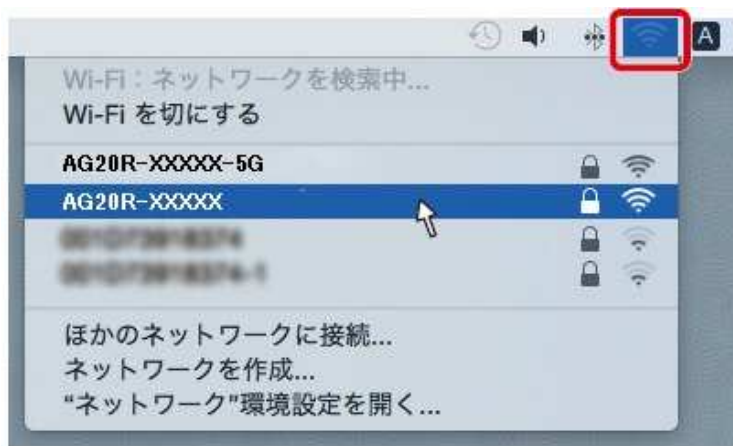 A
Wi-Fi：ネットワークを検索中...
Wi-Fi を切にする
AG20R-XXXXX-5G
AG20R-XXXXX
ほかのネットワークに接続...
ネットワークを作成...
“ネットワーク”環境設定を開く...